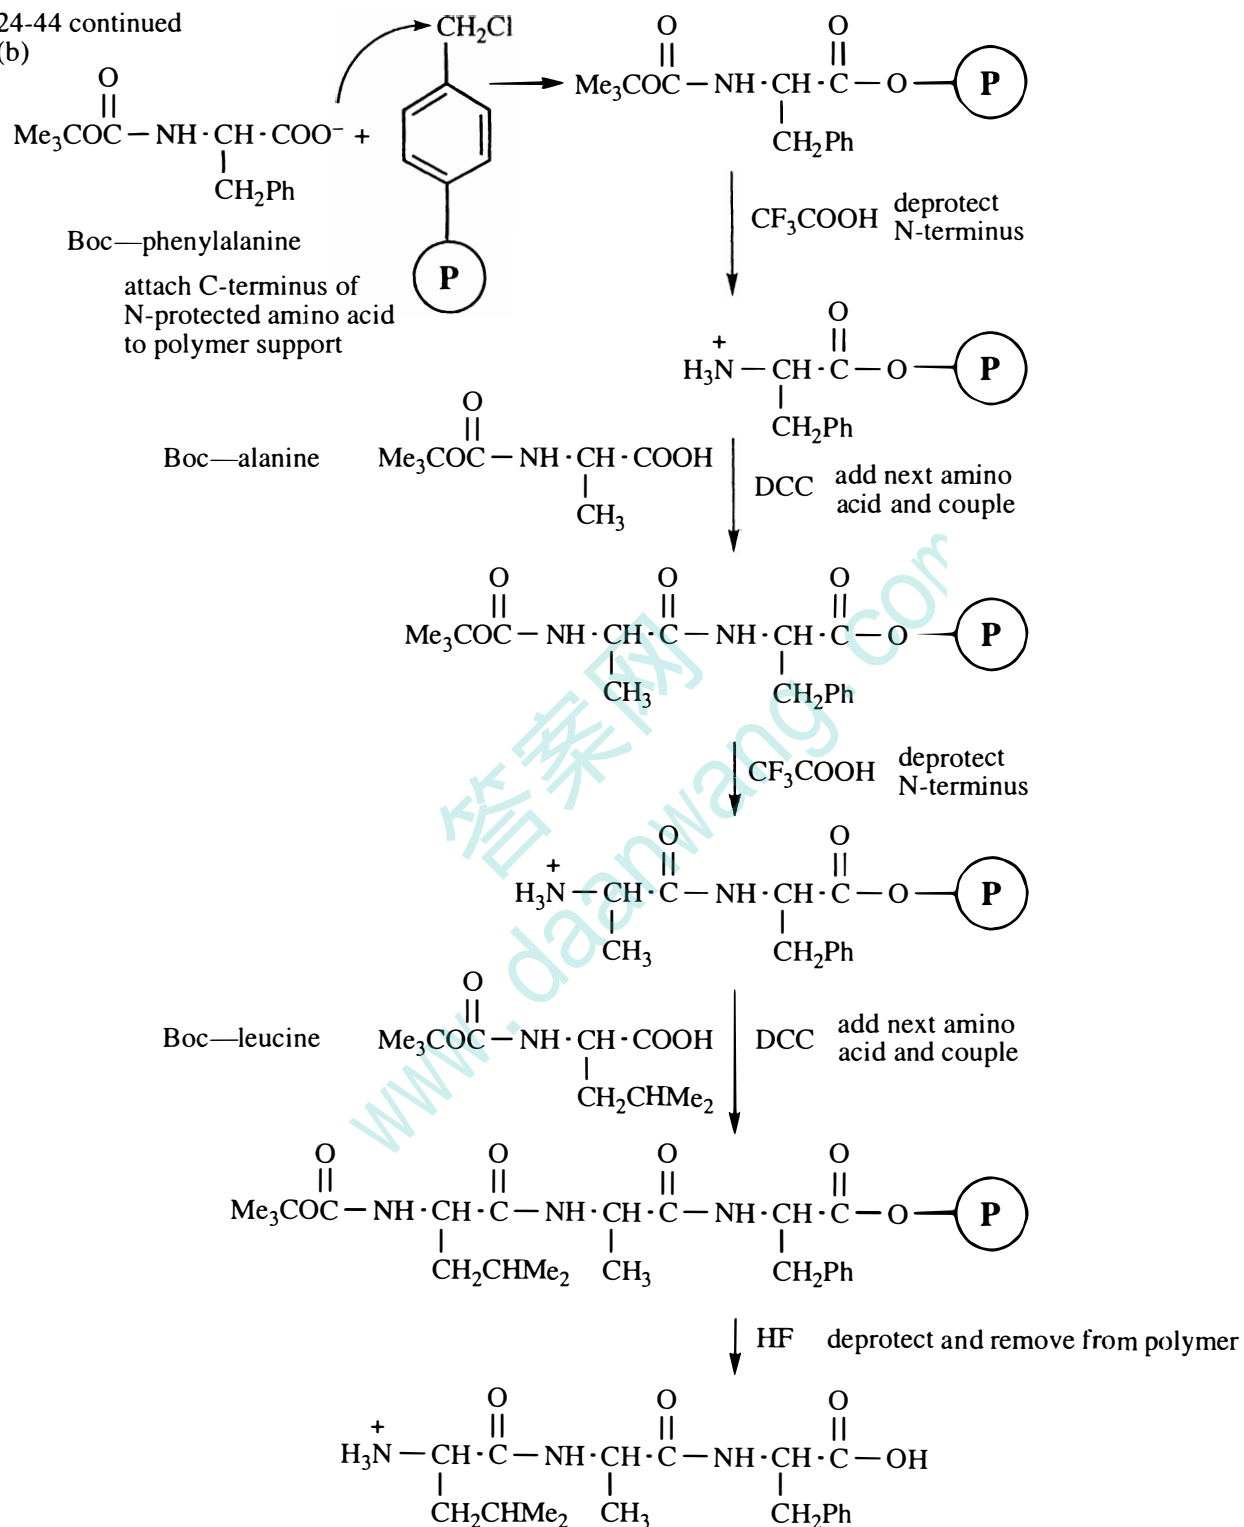 24-44 continued
(b)
O
Me3COC — NH · CH · COO⁻ +
CH2Ph
Boc—phenylalanine
attach C-terminus of
N-protected amino acid
to polymer support
CH2Cl
P
O O
Me3COC — NH · CH · C — O — P
CH2Ph
CF3COOH deprotect
N-terminus
O
+
H3N — CH · C — O — P
CH2Ph
O
Boc—alanine Me3COC — NH · CH · COOH
CH3
DCC add next amino
acid and couple
O O O
Me3COC — NH · CH · C — NH · CH · C — O — P
CH3 CH2Ph
CF3COOH deprotect
N-terminus
O O
+
H3N — CH · C — NH · CH · C — O — P
CH3 CH2Ph
O
Boc—leucine Me3COC — NH · CH · COOH
CH2CHMe2
DCC add next amino
acid and couple
O O O O
Me3COC — NH · CH · C — NH · CH · C — NH · CH · C — O — P
CH2CHMe2 CH3 CH2Ph
HF deprotect and remove from polymer
O O O
+
H3N — CH · C — NH · CH · C — NH · CH · C — OH
CH2CHMe2 CH3 CH2Ph
答案网
www.daanwang.com